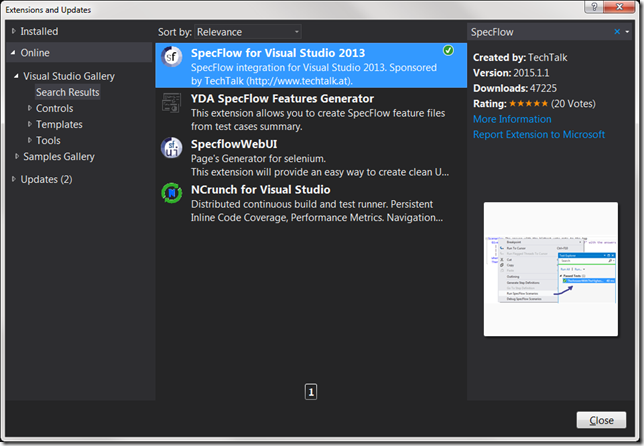 Extensions and Updates
Installed
Online
Visual Studio Gallery
Search Results
Controls
Templates
Tools
Samples Gallery
Updates (2)
Sort by: Relevance
SpecFlow for Visual Studio 2013
SpecFlow integration for Visual Studio 2013. Sponsored
by TechTalk (http://www.techtalk.at).
YDA SpecFlow Features Generator
This extension allows you to create SpecFlow feature files
from test cases summary.
SpecflowWebUI
Page's Generator for selenium.
This extension will provide an easy way to create clean U...
NCrunch for Visual Studio
Distributed continuous build and test runner. Persistent
Inline Code Coverage, Performance Metrics. Navigation...
1
SpecFlow
Created by: TechTalk
Version: 2015.1.1
Downloads: 47225
Rating: (20 Votes)
More Information
Report Extension to Microsoft
Close